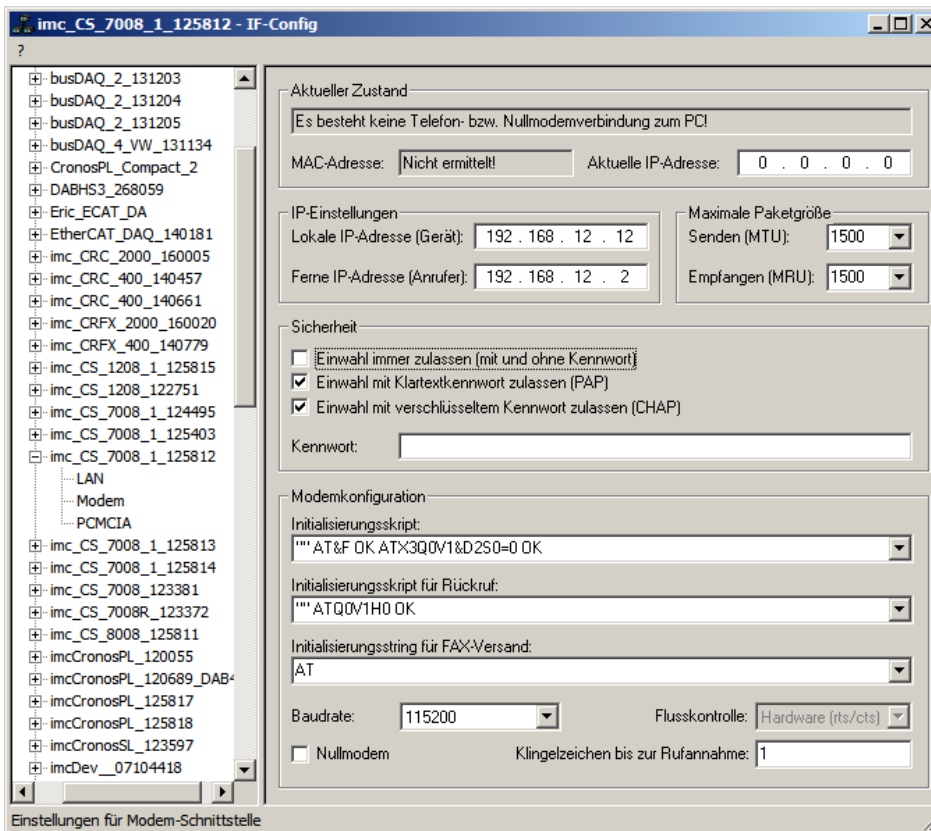 imc_CS_7008_1_125812 - IF-Config
?
busDAQ_2_131203
busDAQ_2_131204
busDAQ_2_131205
busDAQ_4_VW_131134
CronosPL_Compact_2
DABHS3_268059
Eric_ECAT_DA
EtherCAT_DAQ_140181
imc_CRC_2000_160005
imc_CRC_400_140457
imc_CRC_400_140661
imc_CRFX_2000_160020
imc_CRFX_400_140779
imc_CS_1208_1_125815
imc_CS_1208_122751
imc_CS_7008_1_124495
imc_CS_7008_1_125403
imc_CS_7008_1_125812
LAN
Modem
PCMCIA
imc_CS_7008_1_125813
imc_CS_7008_1_125814
imc_CS_7008_123381
imc_CS_7008R_123372
imc_CS_8008_125811
imcCronosPL_120055
imcCronosPL_120689_DAB4
imcCronosPL_125817
imcCronosPL_125818
imcCronosSL_123597
imcDev__07104418
Aktueller Zustand
Es besteht keine Telefon- bzw. Nullmodemverbindung zum PC!
MAC-Adresse: Nicht ermittelt! Aktuelle IP-Adresse: 0 . 0 . 0 . 0
IP-Einstellungen
Lokale IP-Adresse (Gerät): 192 . 168 . 12 . 12
Ferne IP-Adresse (Anrufer): 192 . 168 . 12 . 2
Maximale Paketgröße
Senden (MTU): 1500
Empfangen (MRU): 1500
Sicherheit
Einwahl immer zulassen (mit und ohne Kennwort)
Einwahl mit Klartextkennwort zulassen (PAP)
Einwahl mit verschlüsseltem Kennwort zulassen (CHAP)
Kennwort:
Modemkonfiguration
Initialisierungsskript:
"" AT&F OK ATX3Q0V1&D2S0=0 OK
Initialisierungsskript für Rückruf:
"" ATQ0V1H0 OK
Initialisierungsstring für FAX-Versand:
AT
Baudrate: 115200 Flusskontrolle: Hardware (rts/cts)
Nullmodem Klingelzeichen bis zur Rufannahme: 1
Einstellungen für Modem-Schnittstelle